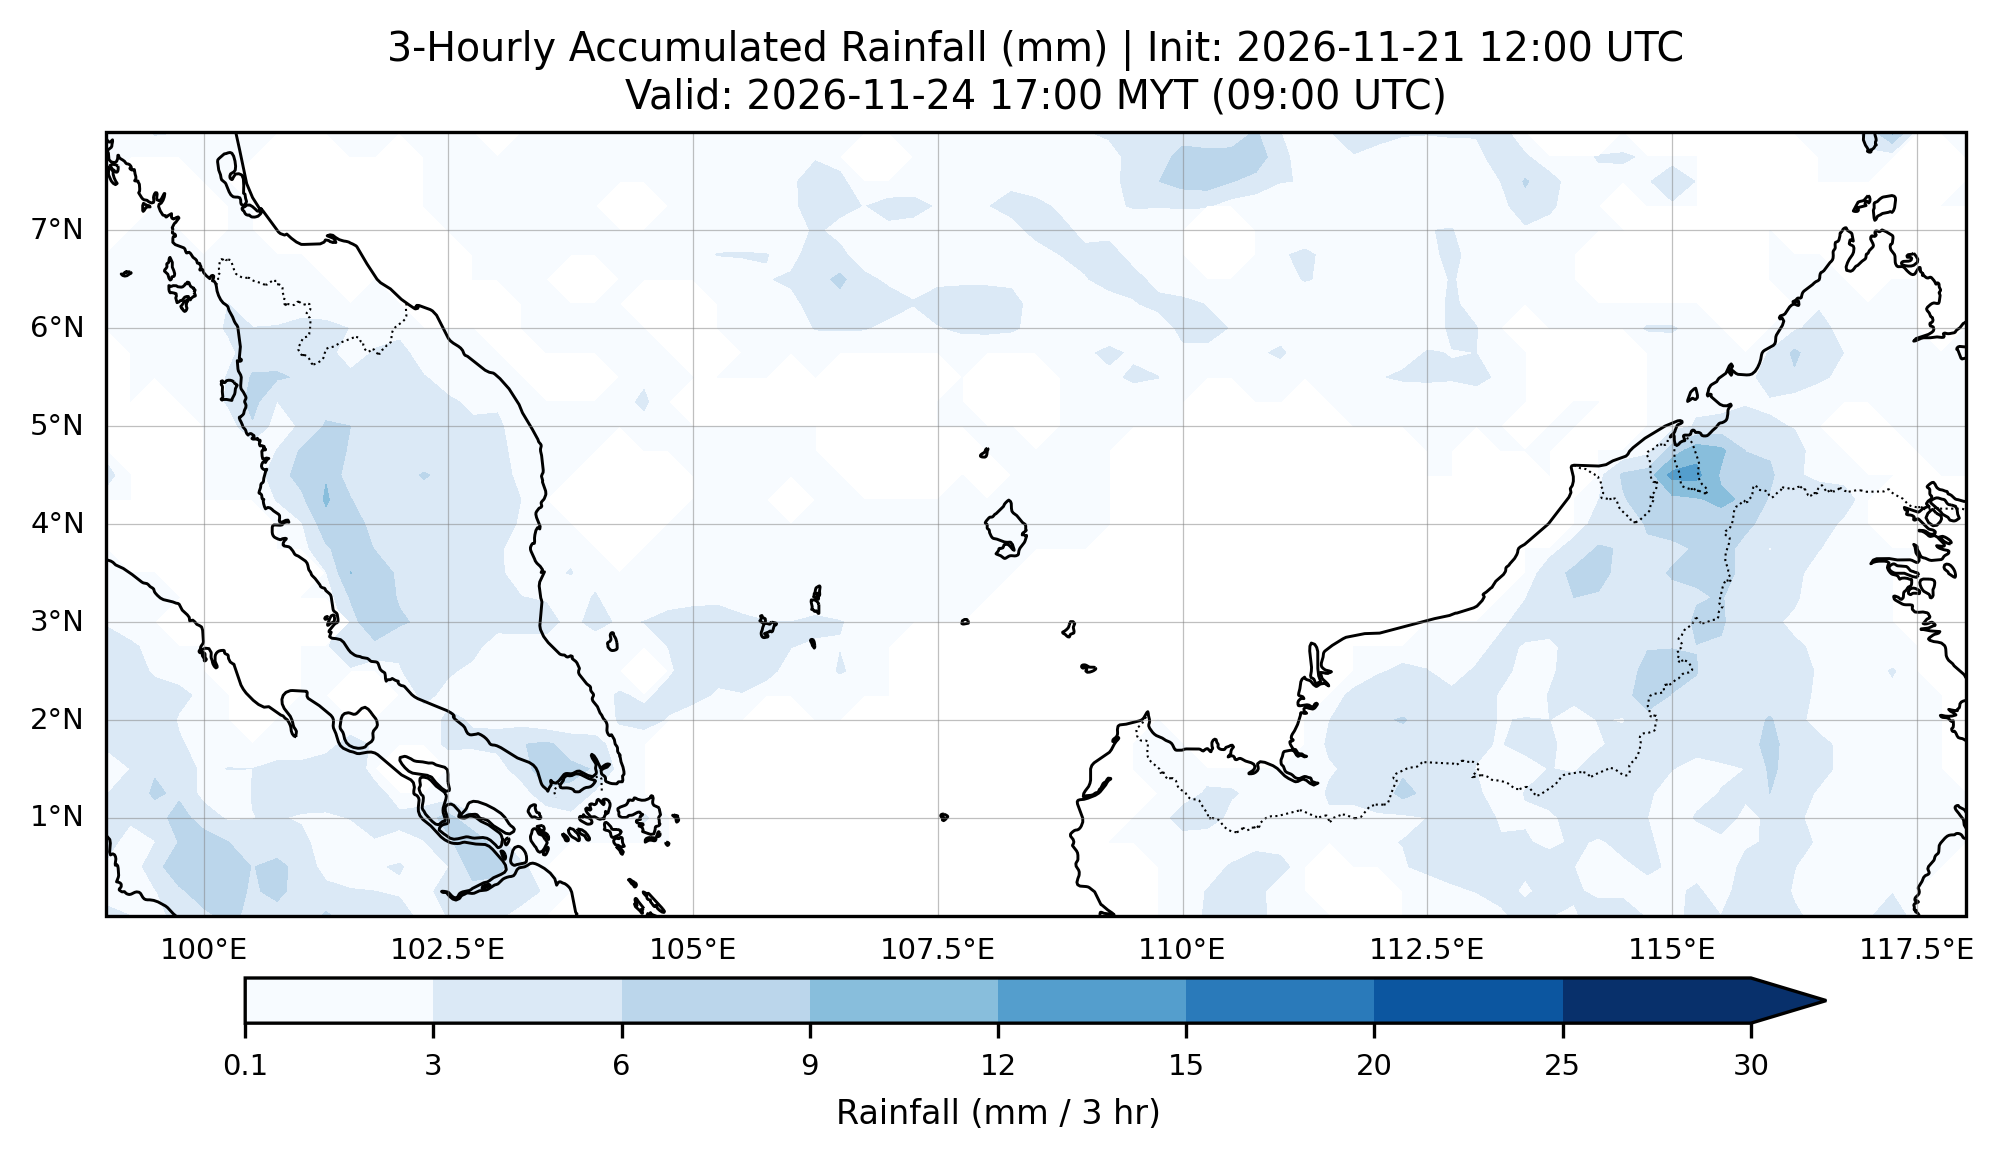 3-Hourly Accumulated Rainfall (mm) | Init: 2026-11-21 12:00 UTC
Valid: 2026-11-24 17:00 MYT (09:00 UTC)
7°N
6°N
5°N
4°N
3°N
2°N
1°N
100°E 102.5°E 105°E 107.5°E 110°E 112.5°E 115°E 117.5°E
0.1 3 6 9 12 15 20 25 30
Rainfall (mm / 3 hr)